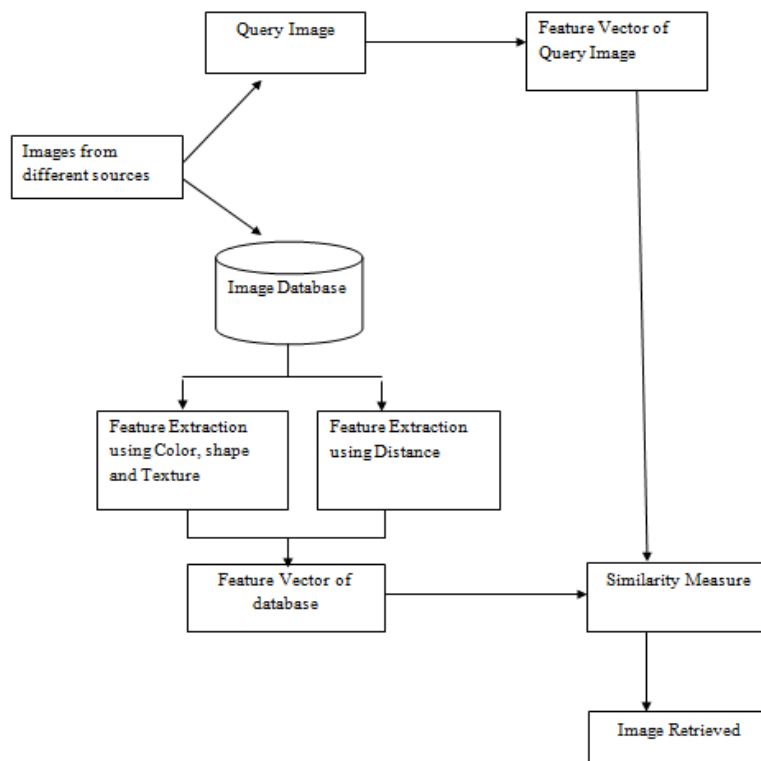 Query Image
Feature Vector of
Query Image
Images from
different sources
Image Database
Feature Extraction
using Color, shape
and Texture
Feature Extraction
using Distance
Feature Vector of
database
Similarity Measure
Image Retrieved